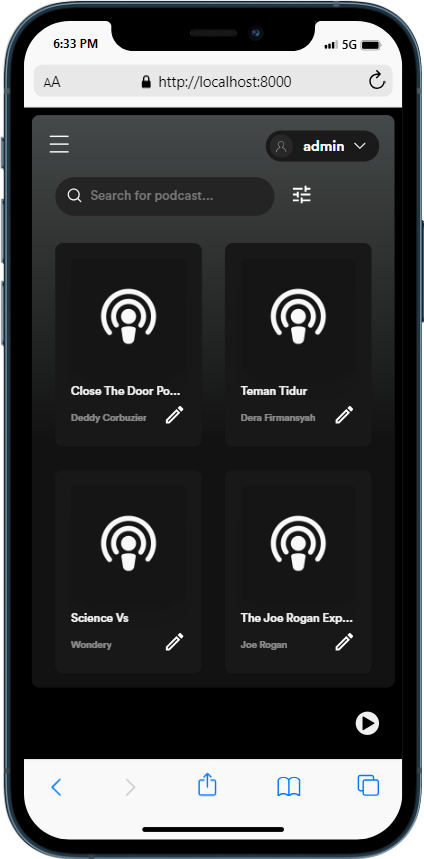 6:33 PM
5G
AA
http://localhost:8000
admin
Search for podcast...
Close The Door Po...
Deddy Corbuzier
Teman Tidur
Dera Firmansyah
Science Vs
Wondery
The Joe Rogan Exp...
Joe Rogan